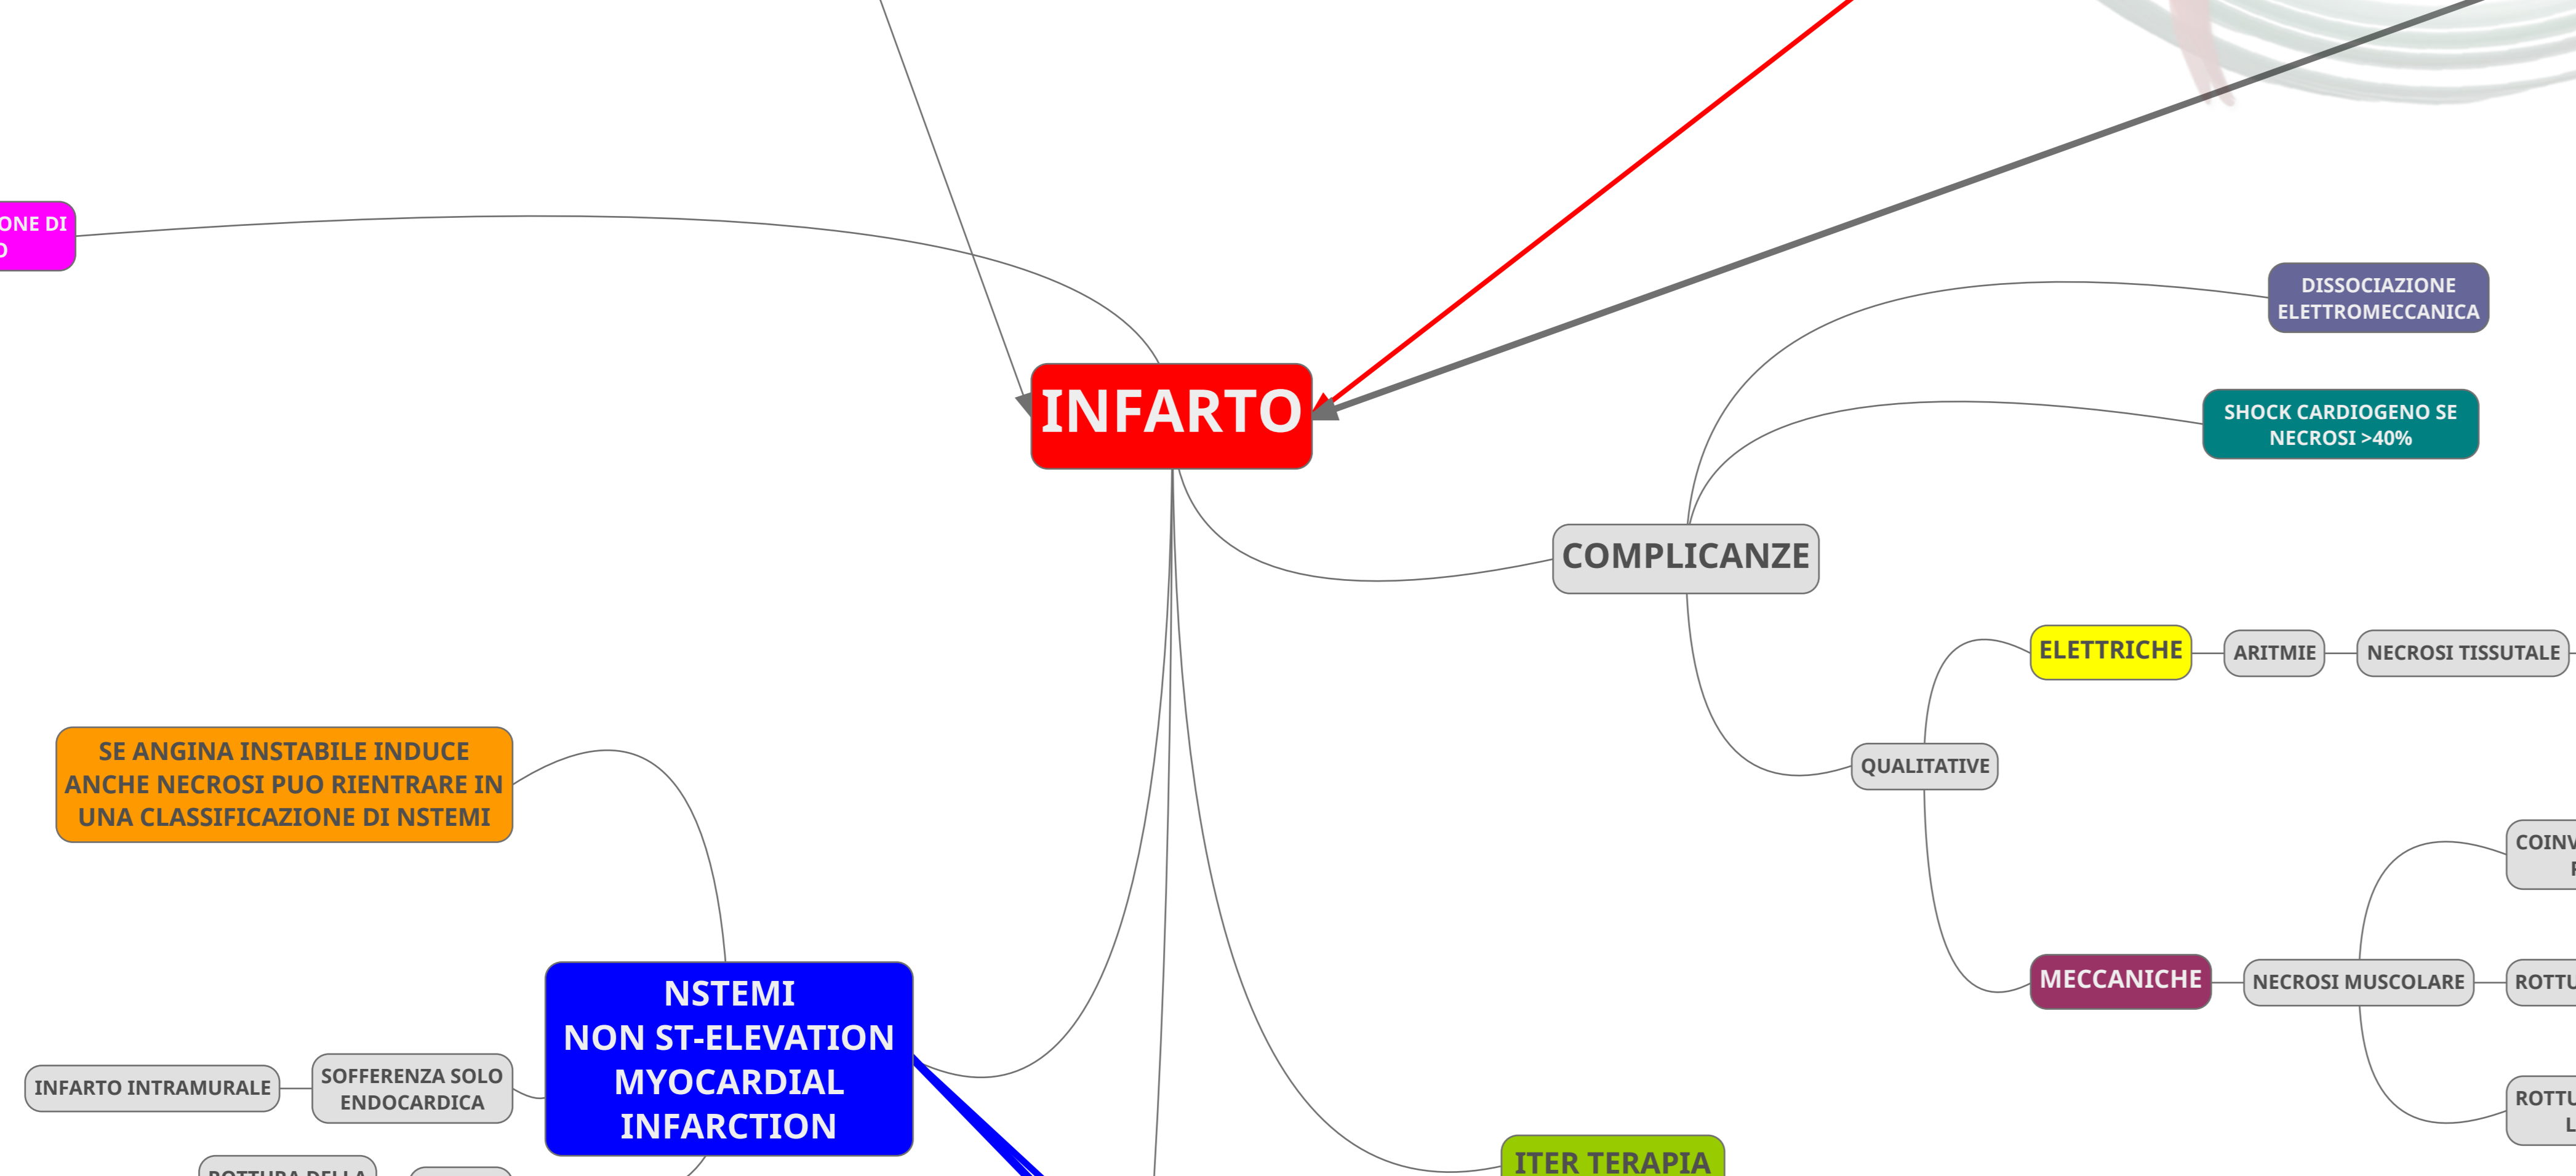 ONE DI
INFARTO
DISSOCIAZIONE
ELETTROMECCANICA
SHOCK CARDIOGENO SE
NECROSI >40%
COMPLICANZE
ELETTRICHE
ARITMIE
NECROSI TISSUTALE
QUALITATIVE
SE ANGINA INSTABILE INDUCE
ANCHE NECROSI PUO RIENTRARE IN
UNA CLASSIFICAZIONE DI NSTEMI
MECCANICHE
NECROSI MUSCOLARE
NSTEMI
NON ST-ELEVATION
MYOCARDIAL
INFARCTION
INFARTO INTRAMURALE
SOFFERENZA SOLO
ENDOCARDICA
ROTTURA DELLA
ITER TERAPIA